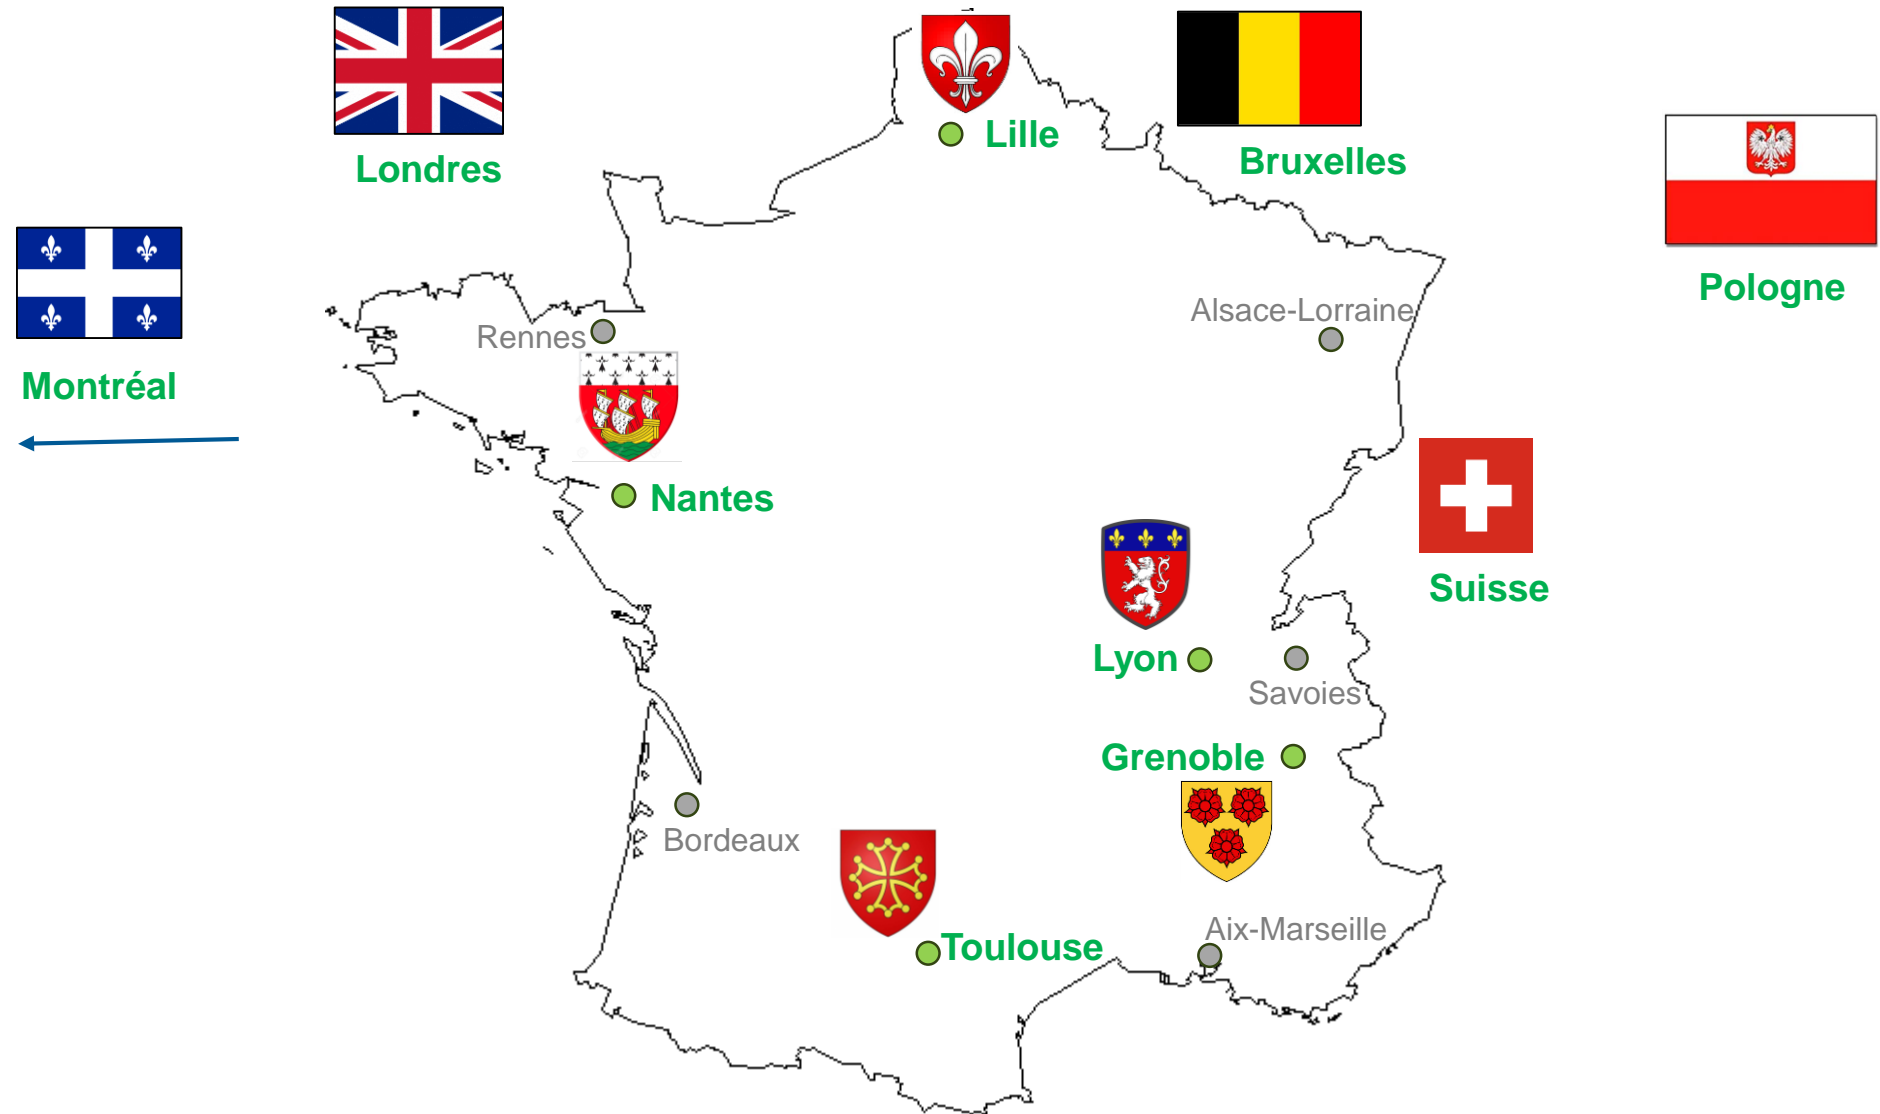 Londres
Lille
Bruxelles
Pologne
Montréal
Rennes
Alsace-Lorraine
Nantes
Suisse
Lyon
Savoies
Grenoble
Bordeaux
Toulouse
Aix-Marseille